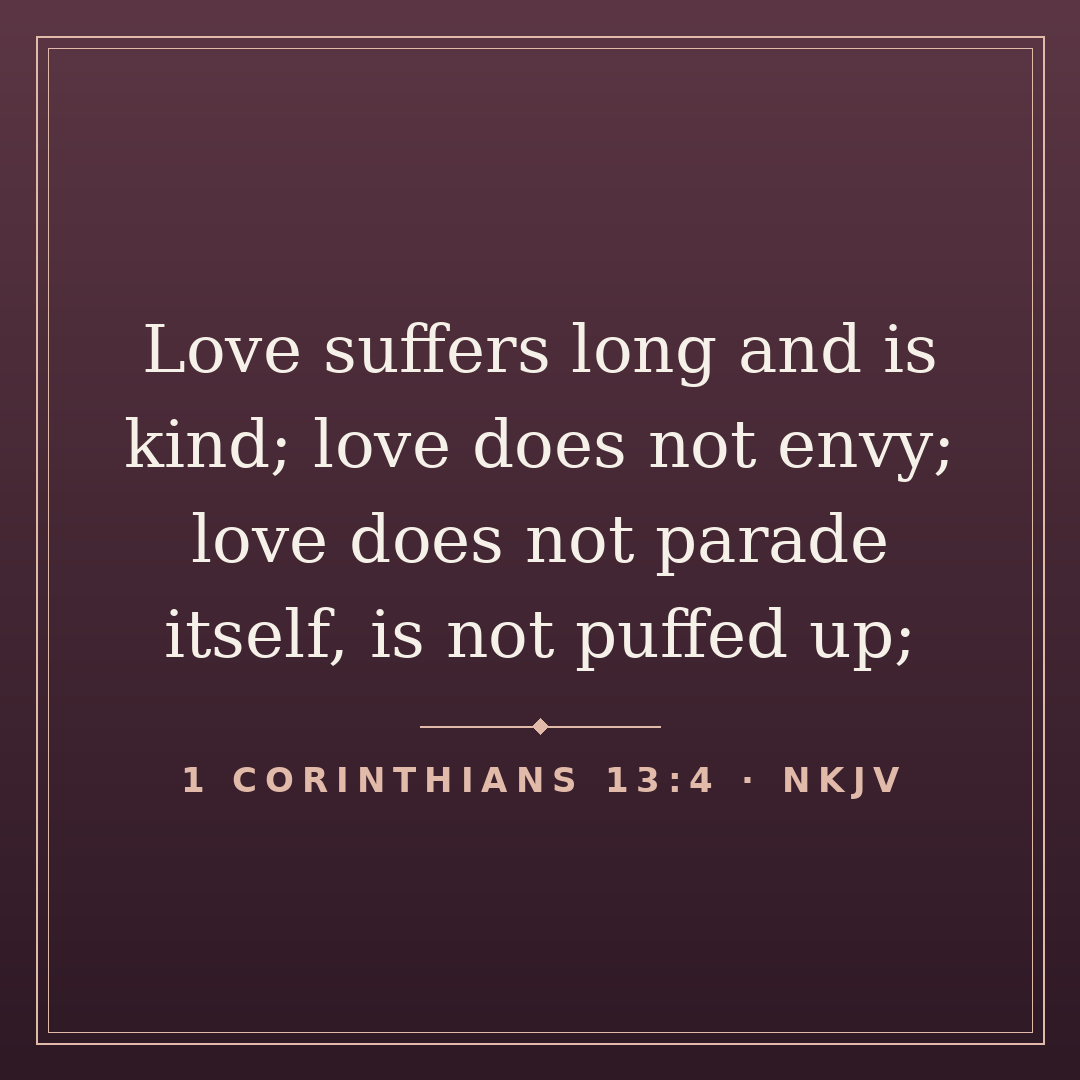 Love suffers long and is
kind; love does not envy;
love does not parade
itself, is not puffed up;
1 CORINTHIANS 13:4 · NKJV